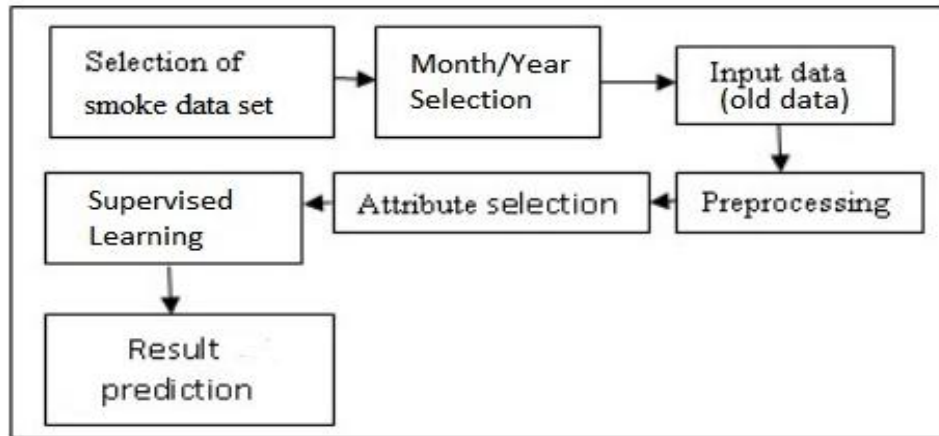 Selection of
smoke data set
Month/Year
Selection
Input data
(old data)
Preprocessing
Attribute selection
Supervised
Learning
Result
prediction